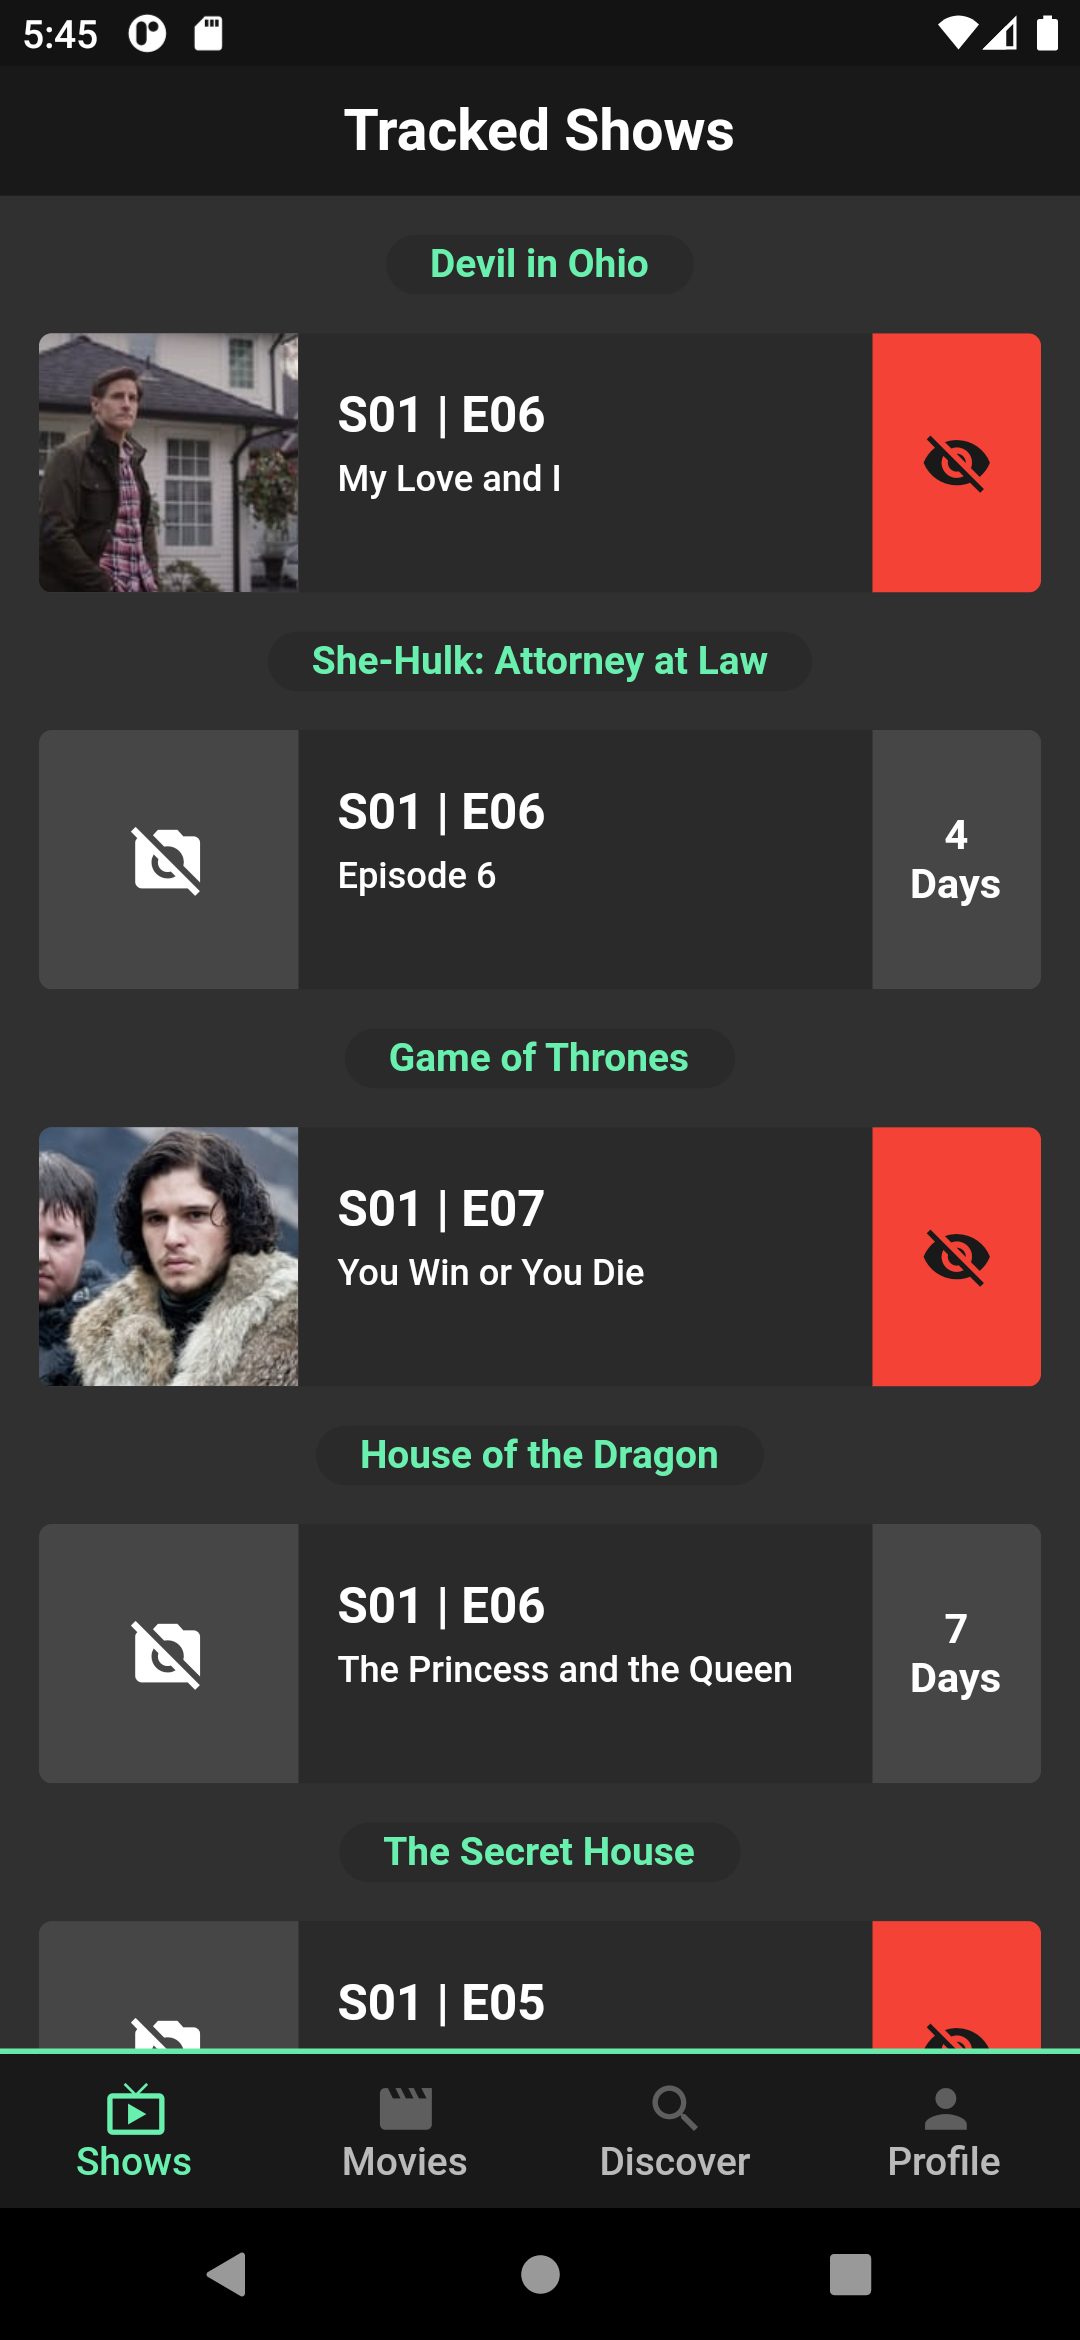 5:45
Tracked Shows
Devil in Ohio
S01 | E06
My Love and I
She-Hulk: Attorney at Law
S01 | E06
Episode 6
4
Days
Game of Thrones
S01 | E07
You Win or You Die
House of the Dragon
S01 | E06
The Princess and the Queen
7
Days
The Secret House
S01 | E05
Shows
Movies
Discover
Profile